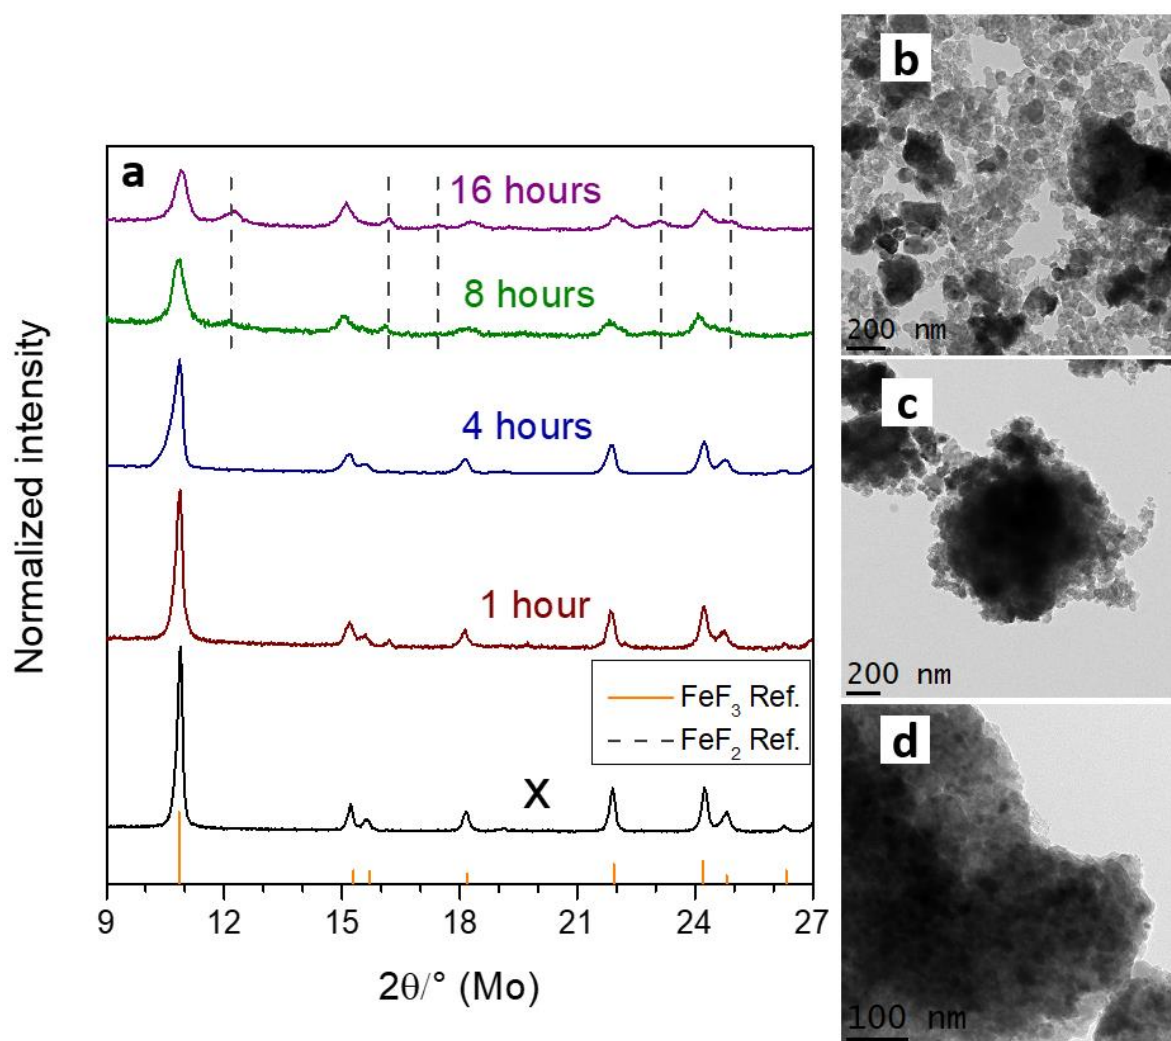 a
16 hours
8 hours
4 hours
1 hour
FeF₃ Ref.
FeF₂ Ref.
X
9 12 15 18 21 24 27
2θ/° (Mo)
Normalized intensity
b
200 nm
c
200 nm
d
100 nm